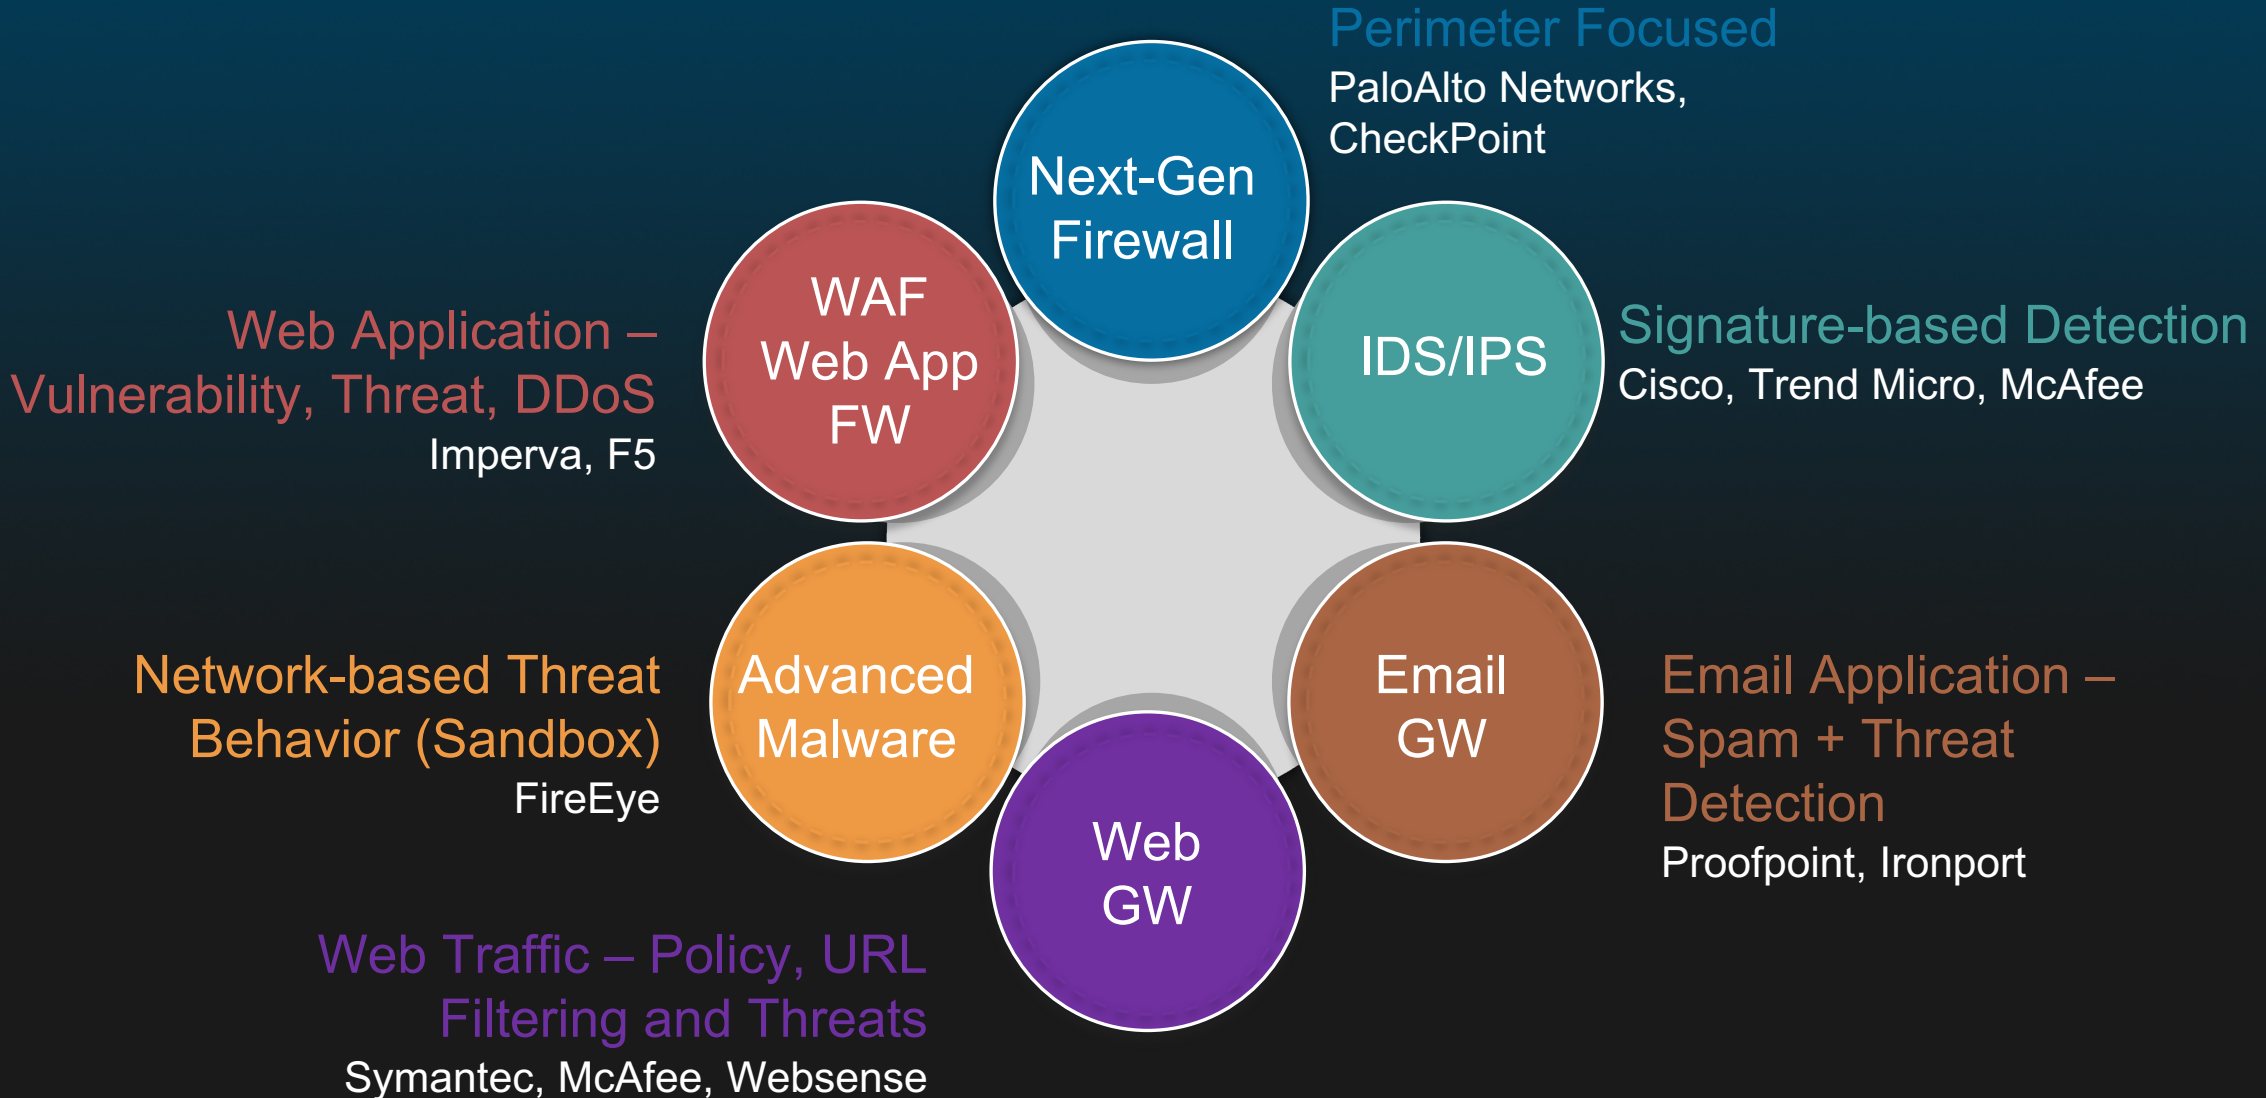 Perimeter Focused
PaloAlto Networks,
CheckPoint
Next-Gen
Firewall
WAF
Web App
FW
Web Application –
Vulnerability, Threat, DDoS
Imperva, F5
IDS/IPS
Signature-based Detection
Cisco, Trend Micro, McAfee
Network-based Threat
Behavior (Sandbox)
FireEye
Advanced
Malware
Email
GW
Email Application –
Spam + Threat
Detection
Proofpoint, Ironport
Web
GW
Web Traffic – Policy, URL
Filtering and Threats
Symantec, McAfee, Websense